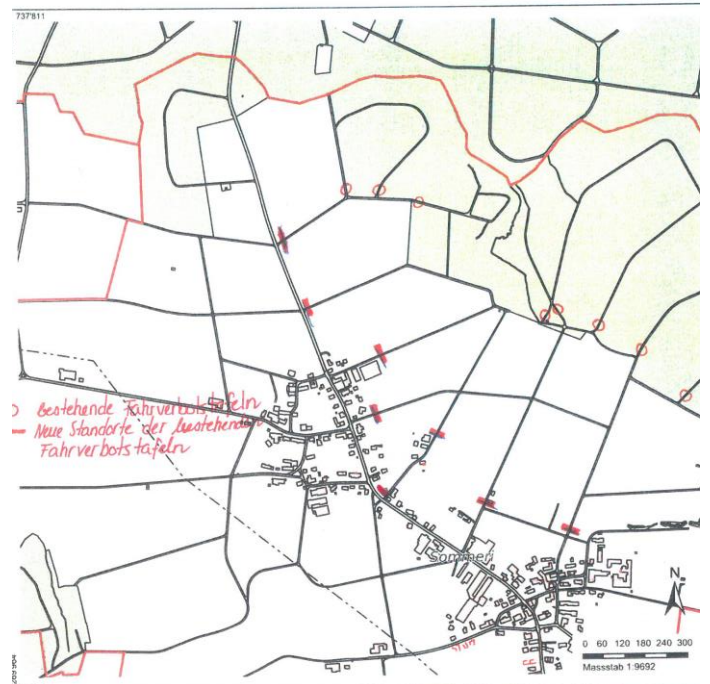 737'811
Bestehende Fahrverbotstafeln
Neue Standorte der bestehenden
Fahrverbotstafeln
Sommeri
N
0 60 120 180 240 300
Massstab 1:9692